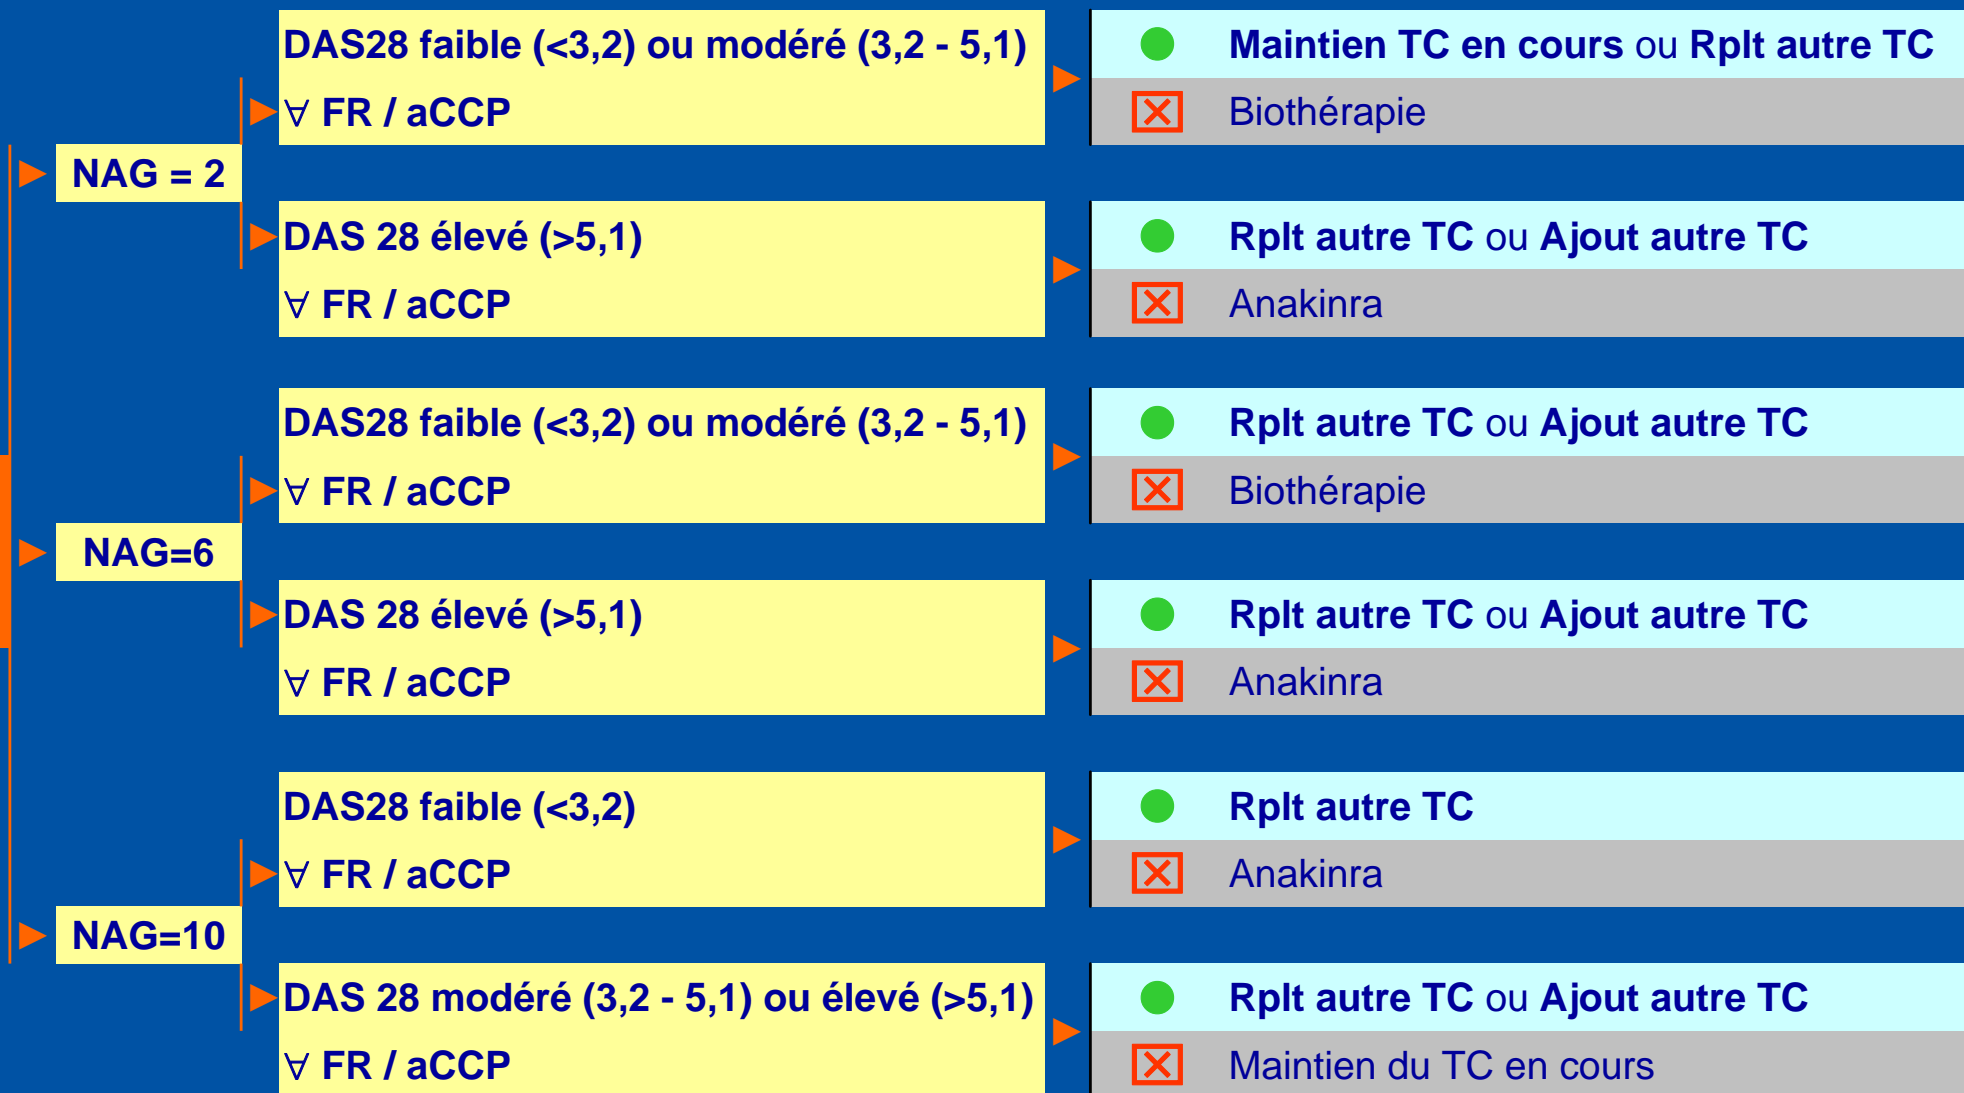 DAS28 faible (<3,2) ou modéré (3,2 - 5,1)
∀ FR / aCCP
Maintien TC en cours ou Rplt autre TC
Biothérapie
NAG = 2
DAS 28 élevé (>5,1)
∀ FR / aCCP
Rplt autre TC ou Ajout autre TC
Anakinra
DAS28 faible (<3,2) ou modéré (3,2 - 5,1)
∀ FR / aCCP
Rplt autre TC ou Ajout autre TC
Biothérapie
NAG=6
DAS 28 élevé (>5,1)
∀ FR / aCCP
Rplt autre TC ou Ajout autre TC
Anakinra
DAS28 faible (<3,2)
∀ FR / aCCP
Rplt autre TC
Anakinra
NAG=10
DAS 28 modéré (3,2 - 5,1) ou élevé (>5,1)
∀ FR / aCCP
Rplt autre TC ou Ajout autre TC
Maintien du TC en cours